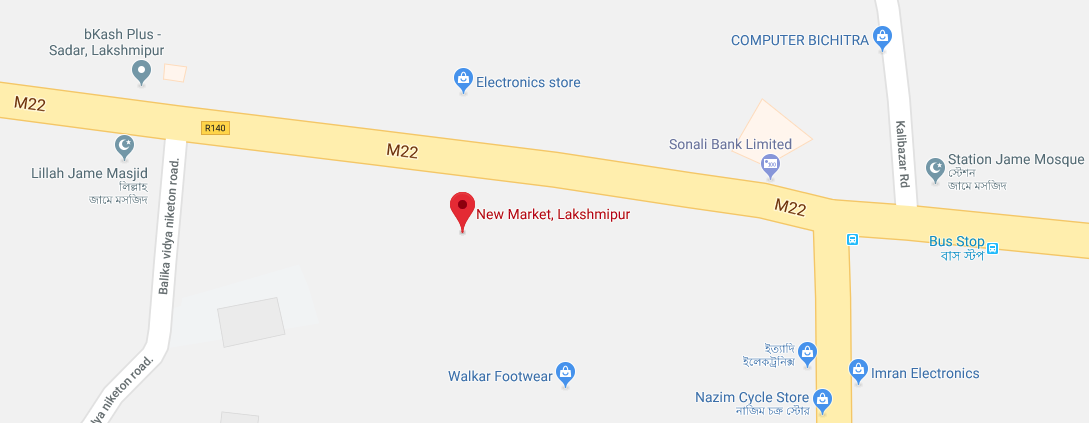 bKash Plus -
Sadar, Lakshmipur
COMPUTER BICHITRA
Electronics store
M22
R140
M22
Lillah Jame Masjid
লিল্লাহ
জামে মসজিদ
Balika vidya niketon road.
Sonali Bank Limited
Kalibazar Rd
Station Jame Mosque
স্টেশন
জামে মসজিদ
New Market, Lakshmipur
M22
Bus Stop
বাস স্টপ
ইত্যাদি
ইলেকট্রনিক্স
Imran Electronics
Walkar Footwear
Nazim Cycle Store
নাজিম চক্র স্টোর
dya niketon road.